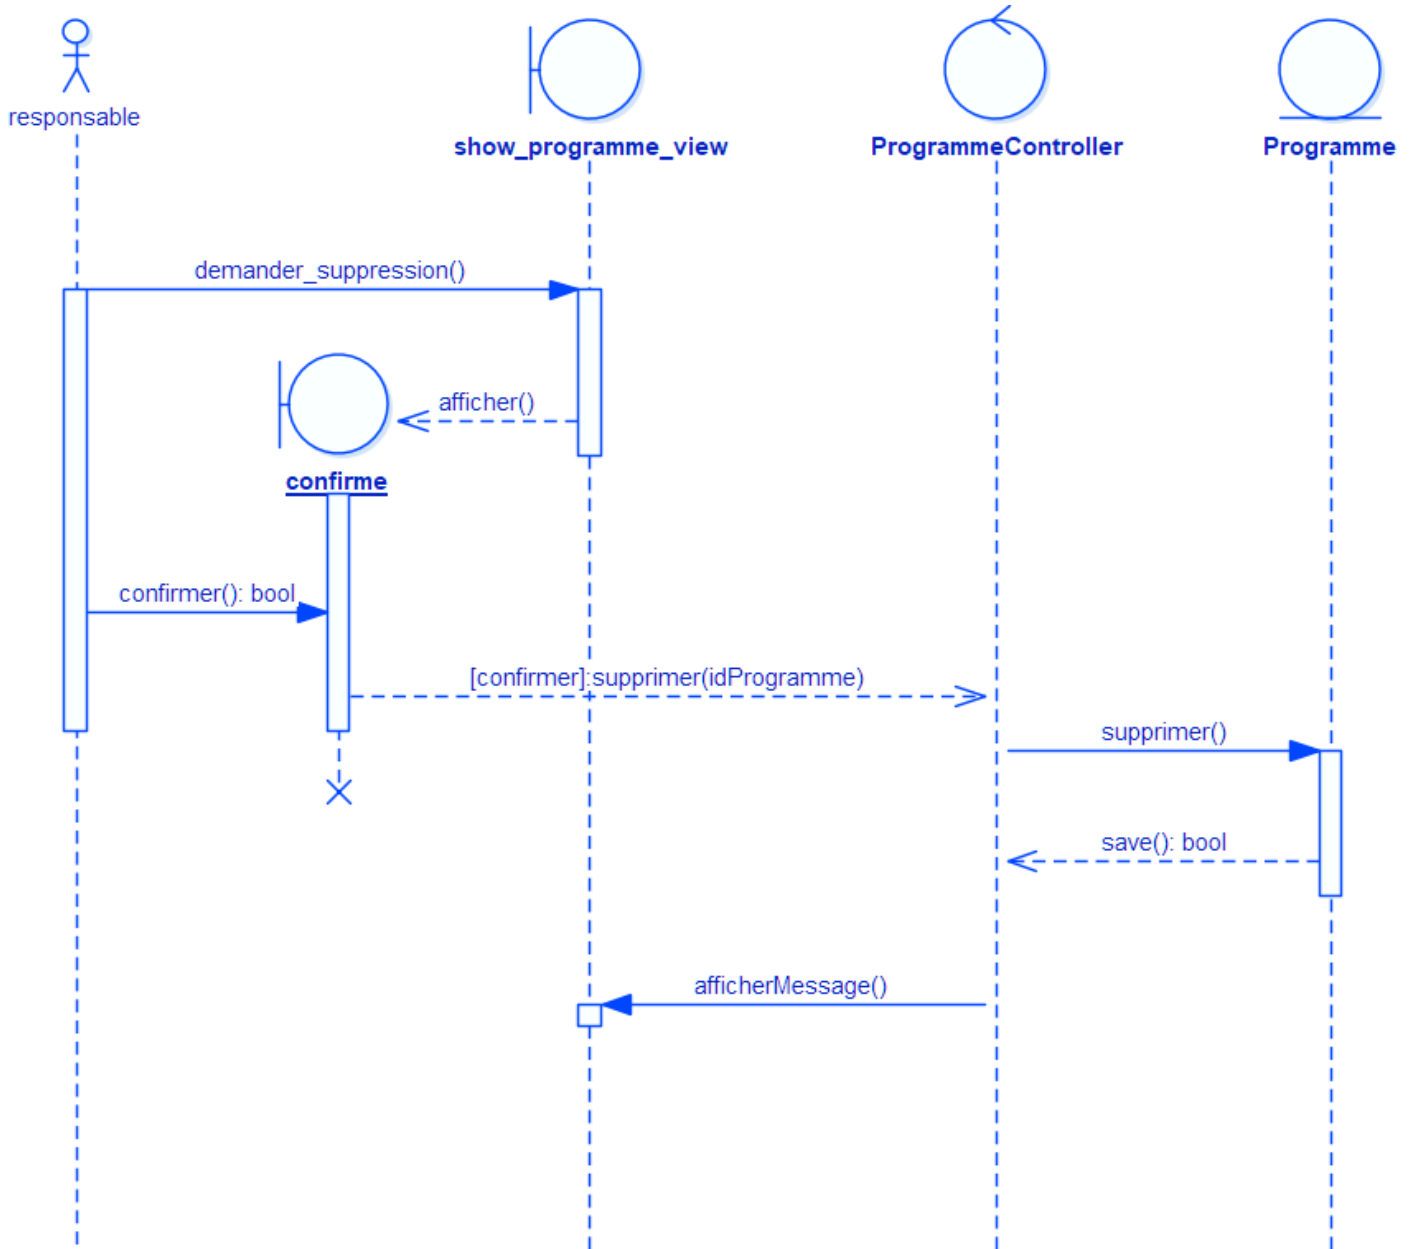 responsable
show_programme_view
ProgrammeController
Programme
demander_suppression()
afficher()
confirme
confirmer(): bool
[confirmer]:supprimer(idProgramme)
supprimer()
save(): bool
afficherMessage()